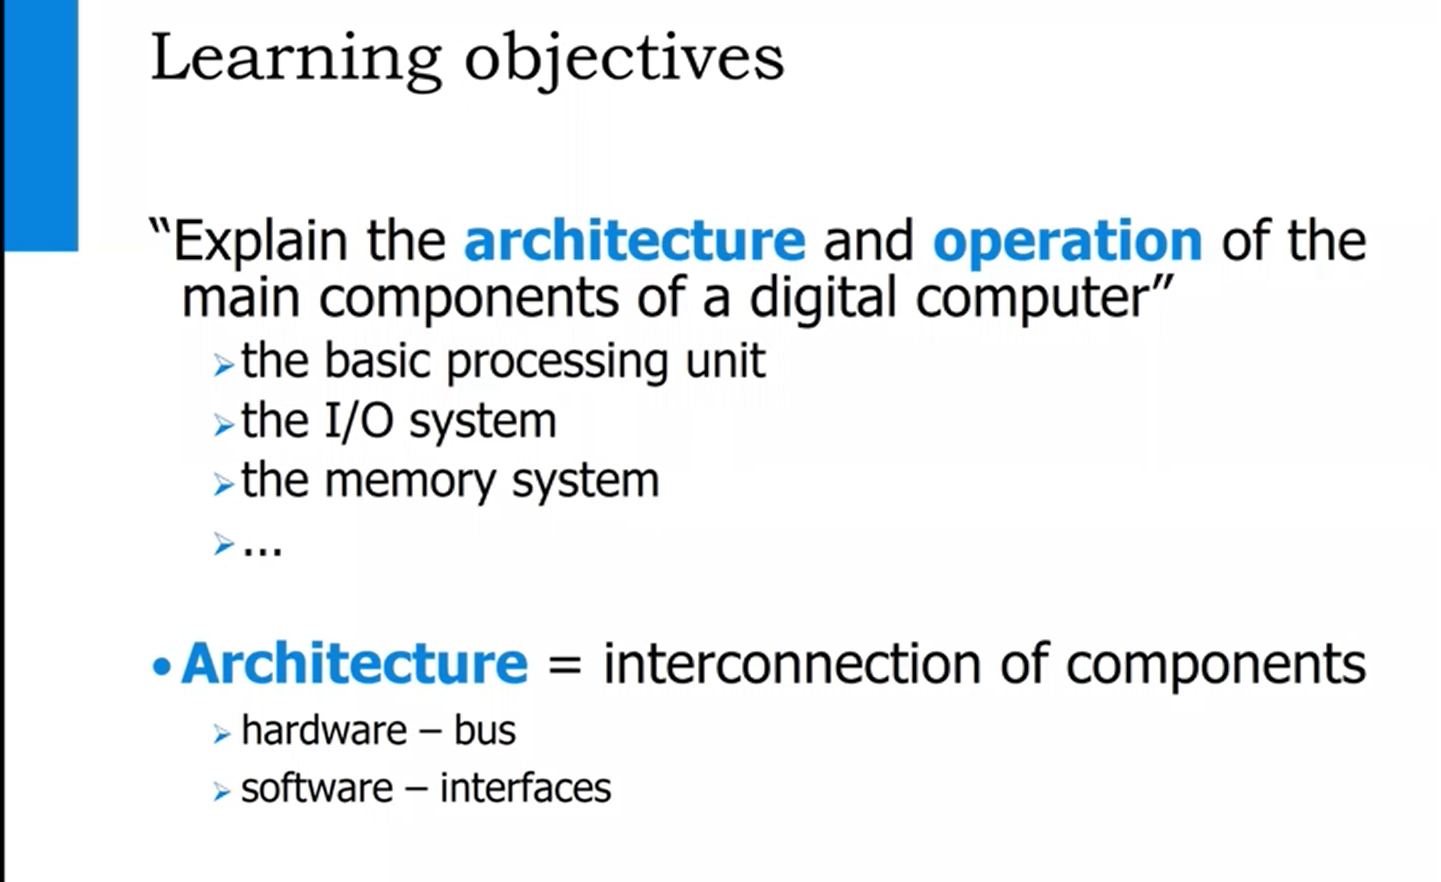 Learning objectives
“Explain the architecture and operation of the
main components of a digital computer”
➢the basic processing unit
➢the I/O system
➢the memory system
➢...
•Architecture = interconnection of components
➢ hardware – bus
➢ software – interfaces